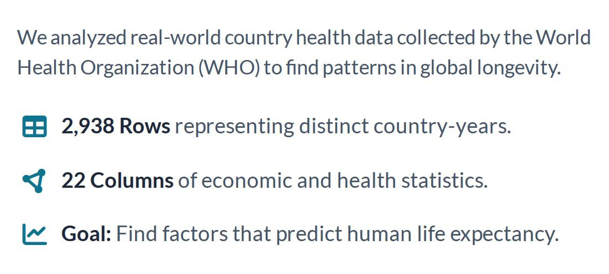 We analyzed real-world country health data collected by the World
Health Organization (WHO) to find patterns in global longevity.
2,938 Rows representing distinct country-years.
22 Columns of economic and health statistics.
Goal: Find factors that predict human life expectancy.